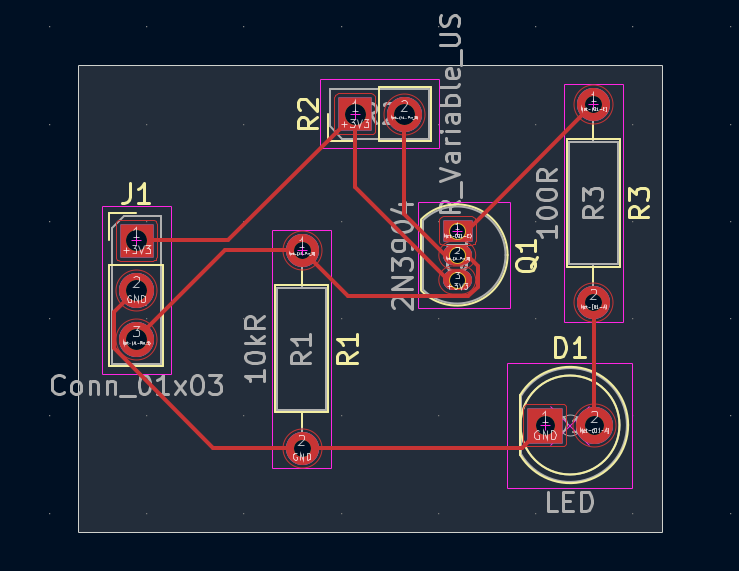 R_Variable_US
R2
1
+3V3
2
1
J1
1
+3V3
2
GND
3
Conn_01x03
1
10kR
R1
R1
2
GND
2N3904
1
2
3
+3V3
Q1
100R
R3
R3
2
D1
1
GND
2
LED